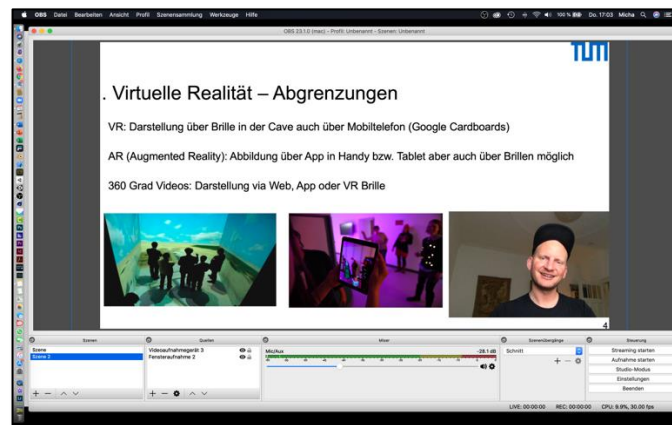 OBS Datei Bearbeiten Ansicht Profil Szenensammlung Werkzeuge Hilfe 100 % Do. 17:03 Micha
OBS 23.1.0 (mac) - Profil: Unbenannt - Szenen: Unbenannt
TUM
. Virtuelle Realität – Abgrenzungen
VR: Darstellung über Brille in der Cave auch über Mobiltelefon (Google Cardboards)
AR (Augmented Reality): Abbildung über App in Handy bzw. Tablet aber auch über Brillen möglich
360 Grad Videos: Darstellung via Web, App oder VR Brille
4
Szenen Quellen Mixer Szenenübergänge Steuerung
Szene
Szene 2
Videoaufnahmegerät 3
Fensteraufnahme 2
Mic/Aux -28.1 dB
Schnitt
Streaming starten
Aufnahme starten
Studio-Modus
Einstellungen
Beenden
LIVE: 00:00:00 REC: 00:00:00 CPU: 9.9%, 30.00 fps